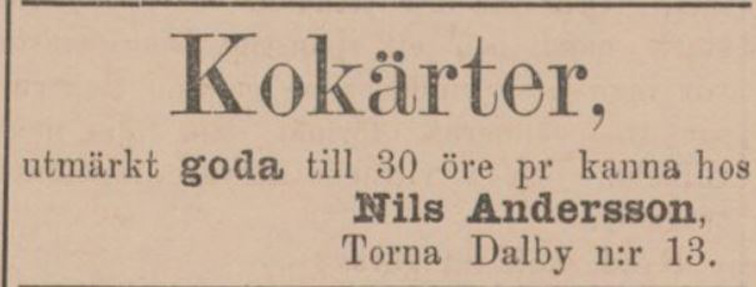 Kokärter,
utmärkt goda till 30 öre pr kanna hos
Nils Andersson,
Torna Dalby n:r 13.